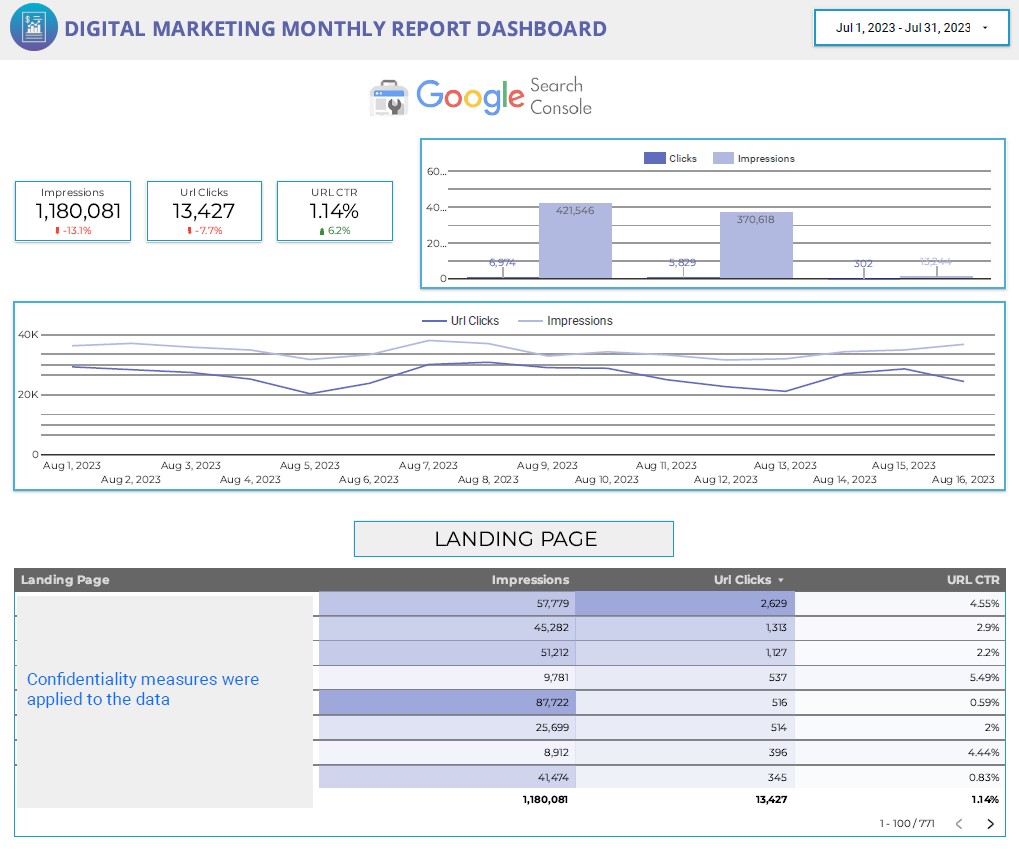 DIGITAL MARKETING MONTHLY REPORT DASHBOARD
Jul 1, 2023 - Jul 31, 2023
Google Search Console
Impressions
1,180,081
-13.1%
Url Clicks
13,427
-7.7%
URL CTR
1.14%
6.2%
Clicks Impressions
60...
40...
20...
0
6,974 421,546 5,829 370,618 302 13,244
Url Clicks Impressions
40K
20K
0
Aug 1, 2023 Aug 3, 2023 Aug 5, 2023 Aug 7, 2023 Aug 9, 2023 Aug 11, 2023 Aug 13, 2023 Aug 15, 2023
Aug 2, 2023 Aug 4, 2023 Aug 6, 2023 Aug 8, 2023 Aug 10, 2023 Aug 12, 2023 Aug 14, 2023 Aug 16, 2023
LANDING PAGE
Landing Page Impressions Url Clicks URL CTR
57,779 2,629 4.55%
45,282 1,313 2.9%
51,212 1,127 2.2%
9,781 537 5.49%
Confidentiality measures were
applied to the data
87,722 516 0.59%
25,699 514 2%
8,912 396 4.44%
41,474 345 0.83%
1,180,081 13,427 1.14%
1 - 100 / 771